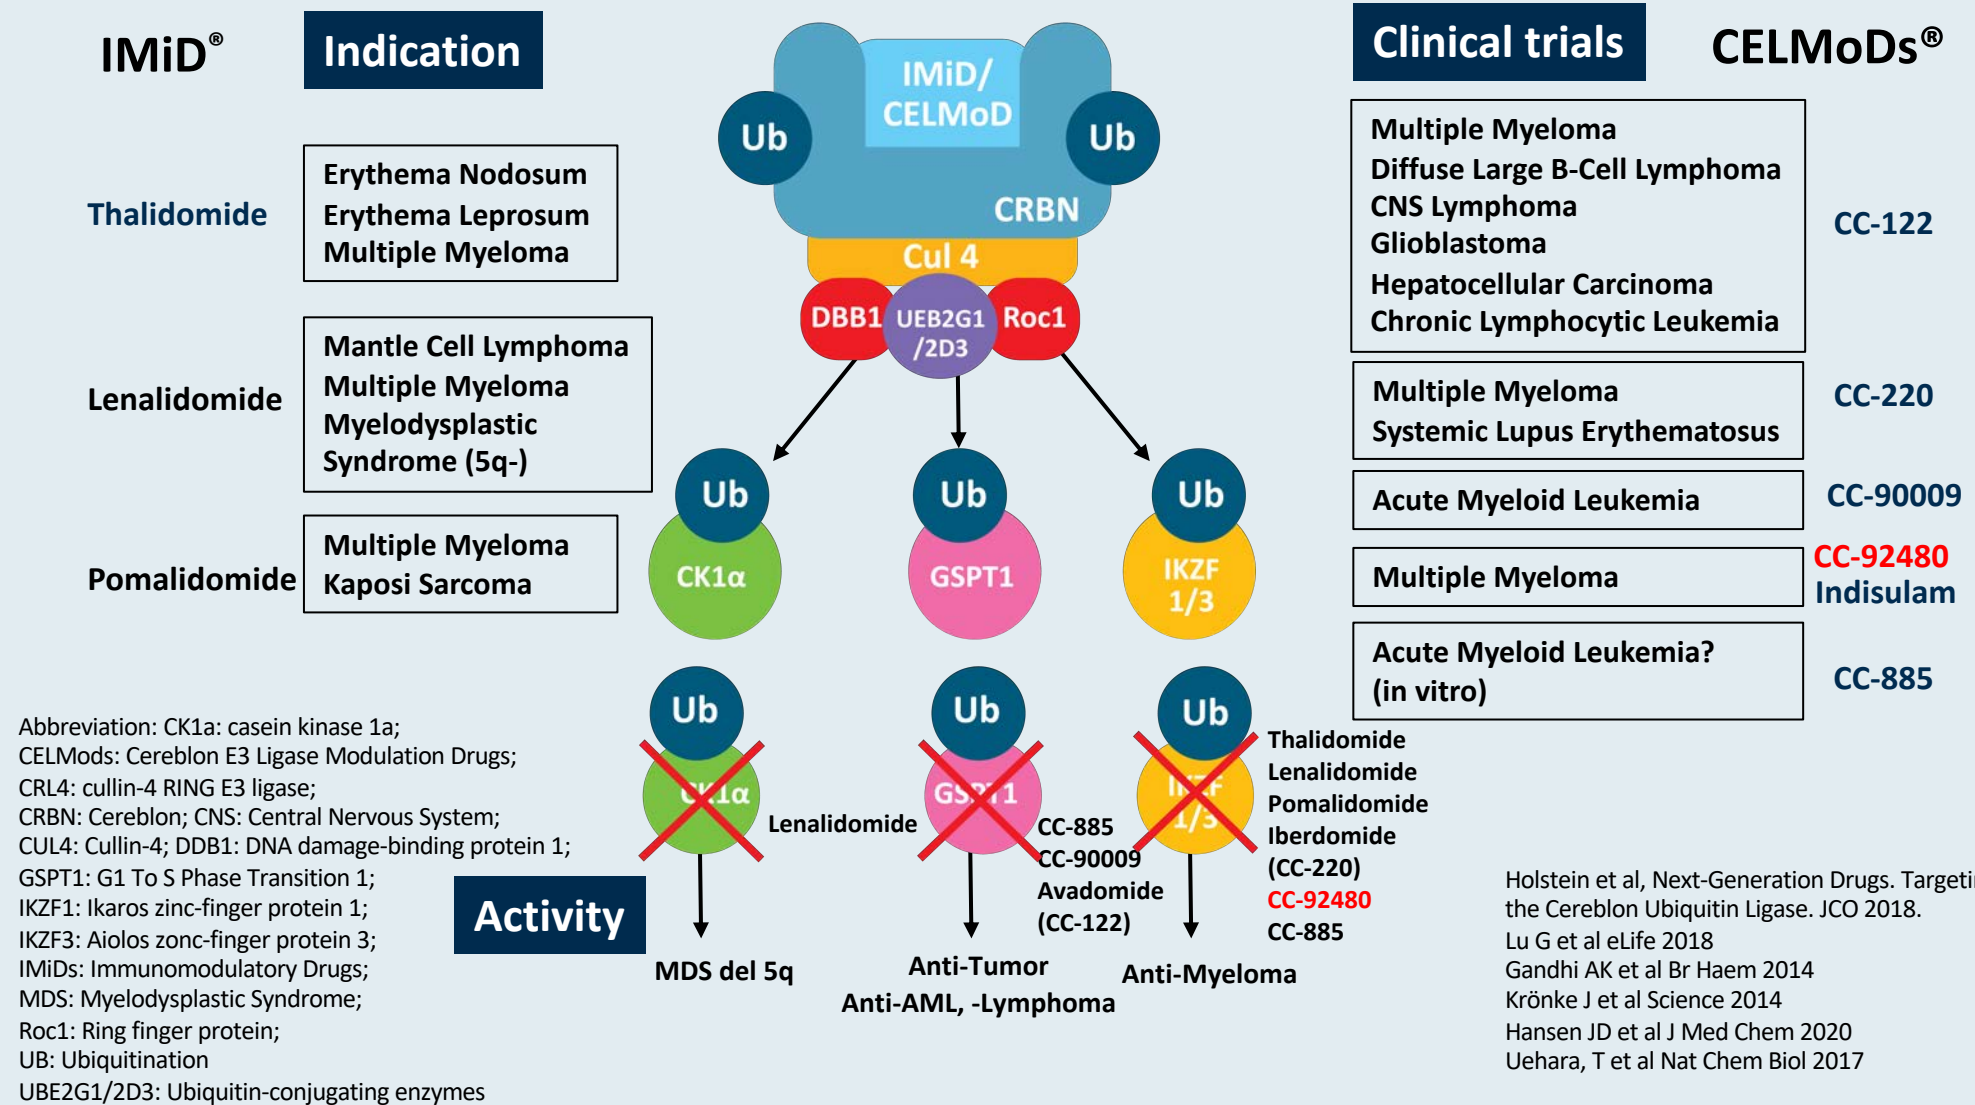 IMiD®
Indication
Thalidomide
Erythema Nodosum
Erythema Leprosum
Multiple Myeloma
Lenalidomide
Mantle Cell Lymphoma
Multiple Myeloma
Myelodysplastic
Syndrome (5q-)
Pomalidomide
Multiple Myeloma
Kaposi Sarcoma
IMiD/
CELMoD
Ub
Ub
CRBN
Cul 4
DBB1
UEB2G1
/2D3
Roc1
Ub
CK1α
Ub
GSPT1
Ub
IKZF
1/3
Ub
CK1α
Lenalidomide
Ub
GSPT1
CC-885
CC-90009
Avadomide
(CC-122)
Ub
IKZF
1/3
Thalidomide
Lenalidomide
Pomalidomide
Iberdomide
(CC-220)
CC-92480
CC-885
Activity
MDS del 5q
Anti-Tumor
Anti-AML, -Lymphoma
Anti-Myeloma
Clinical trials
CELMoDs®
Multiple Myeloma
Diffuse Large B-Cell Lymphoma
CNS Lymphoma
Glioblastoma
Hepatocellular Carcinoma
Chronic Lymphocytic Leukemia
CC-122
Multiple Myeloma
Systemic Lupus Erythematosus
CC-220
Acute Myeloid Leukemia
CC-90009
Multiple Myeloma
CC-92480
Indisulam
Acute Myeloid Leukemia?
(in vitro)
CC-885
Abbreviation: CK1a: casein kinase 1a;
CELMods: Cereblon E3 Ligase Modulation Drugs;
CRL4: cullin-4 RING E3 ligase;
CRBN: Cereblon; CNS: Central Nervous System;
CUL4: Cullin-4; DDB1: DNA damage-binding protein 1;
GSPT1: G1 To S Phase Transition 1;
IKZF1: Ikaros zinc-finger protein 1;
IKZF3: Aiolos zonc-finger protein 3;
IMiDs: Immunomodulatory Drugs;
MDS: Myelodysplastic Syndrome;
Roc1: Ring finger protein;
UB: Ubiquitination
UBE2G1/2D3: Ubiquitin-conjugating enzymes
Holstein et al, Next-Generation Drugs. Targetin
the Cereblon Ubiquitin Ligase. JCO 2018.
Lu G et al eLife 2018
Gandhi AK et al Br Haem 2014
Krönke J et al Science 2014
Hansen JD et al J Med Chem 2020
Uehara, T et al Nat Chem Biol 2017